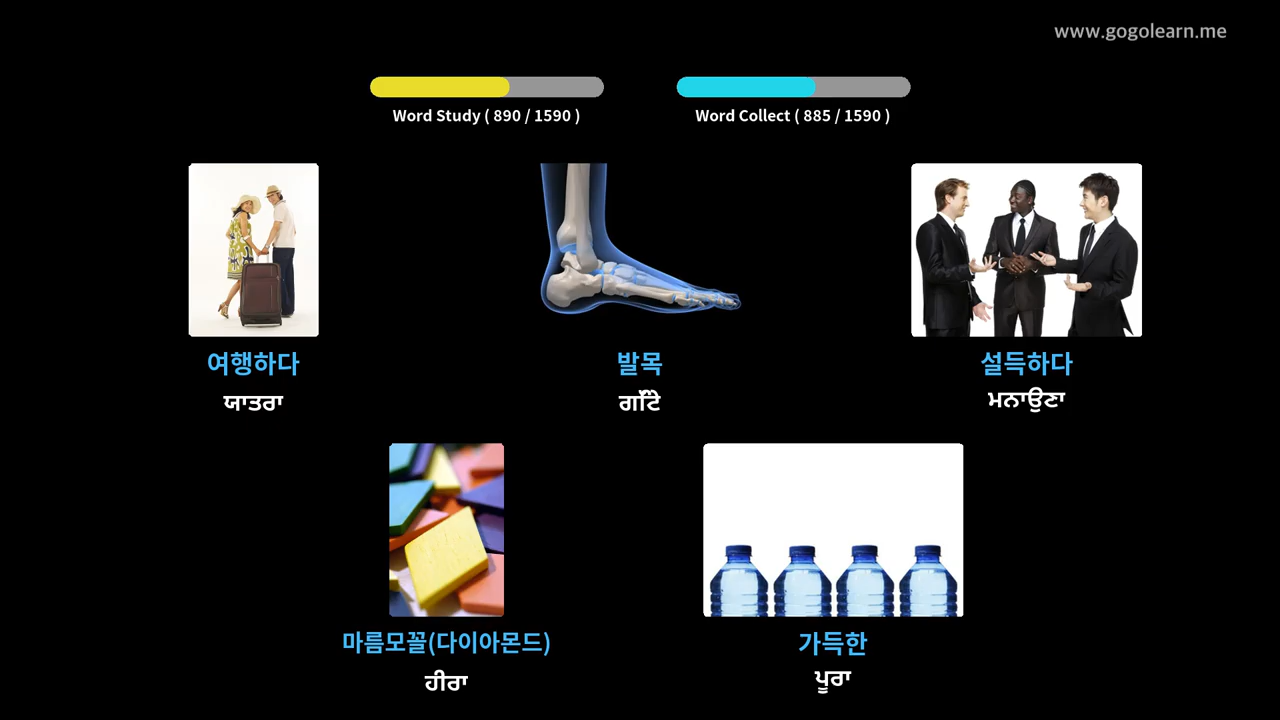 www.gogolearn.me
Word Study ( 890 / 1590 )
Word Collect ( 885 / 1590 )
여행하다
ਯਾਤਰਾ
발목
ਗਿੱਟੇ
설득하다
ਮਨਾਉਣਾ
마름모꼴(다이아몬드)
ਹੀਰਾ
가득한
ਪੂਰਾ